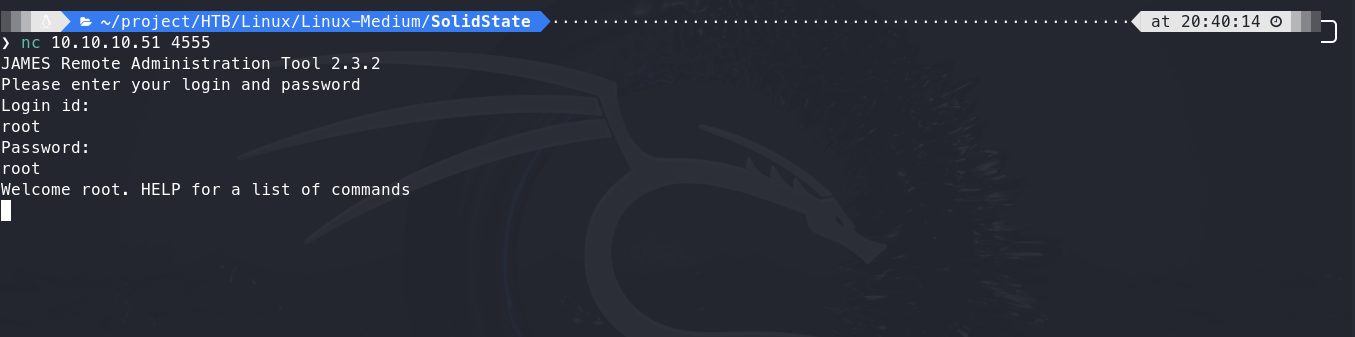 ~/project/HTB/Linux/Linux-Medium/SolidState at 20:40:14
❯ nc 10.10.10.51 4555
JAMES Remote Administration Tool 2.3.2
Please enter your login and password
Login id:
root
Password:
root
Welcome root. HELP for a list of commands